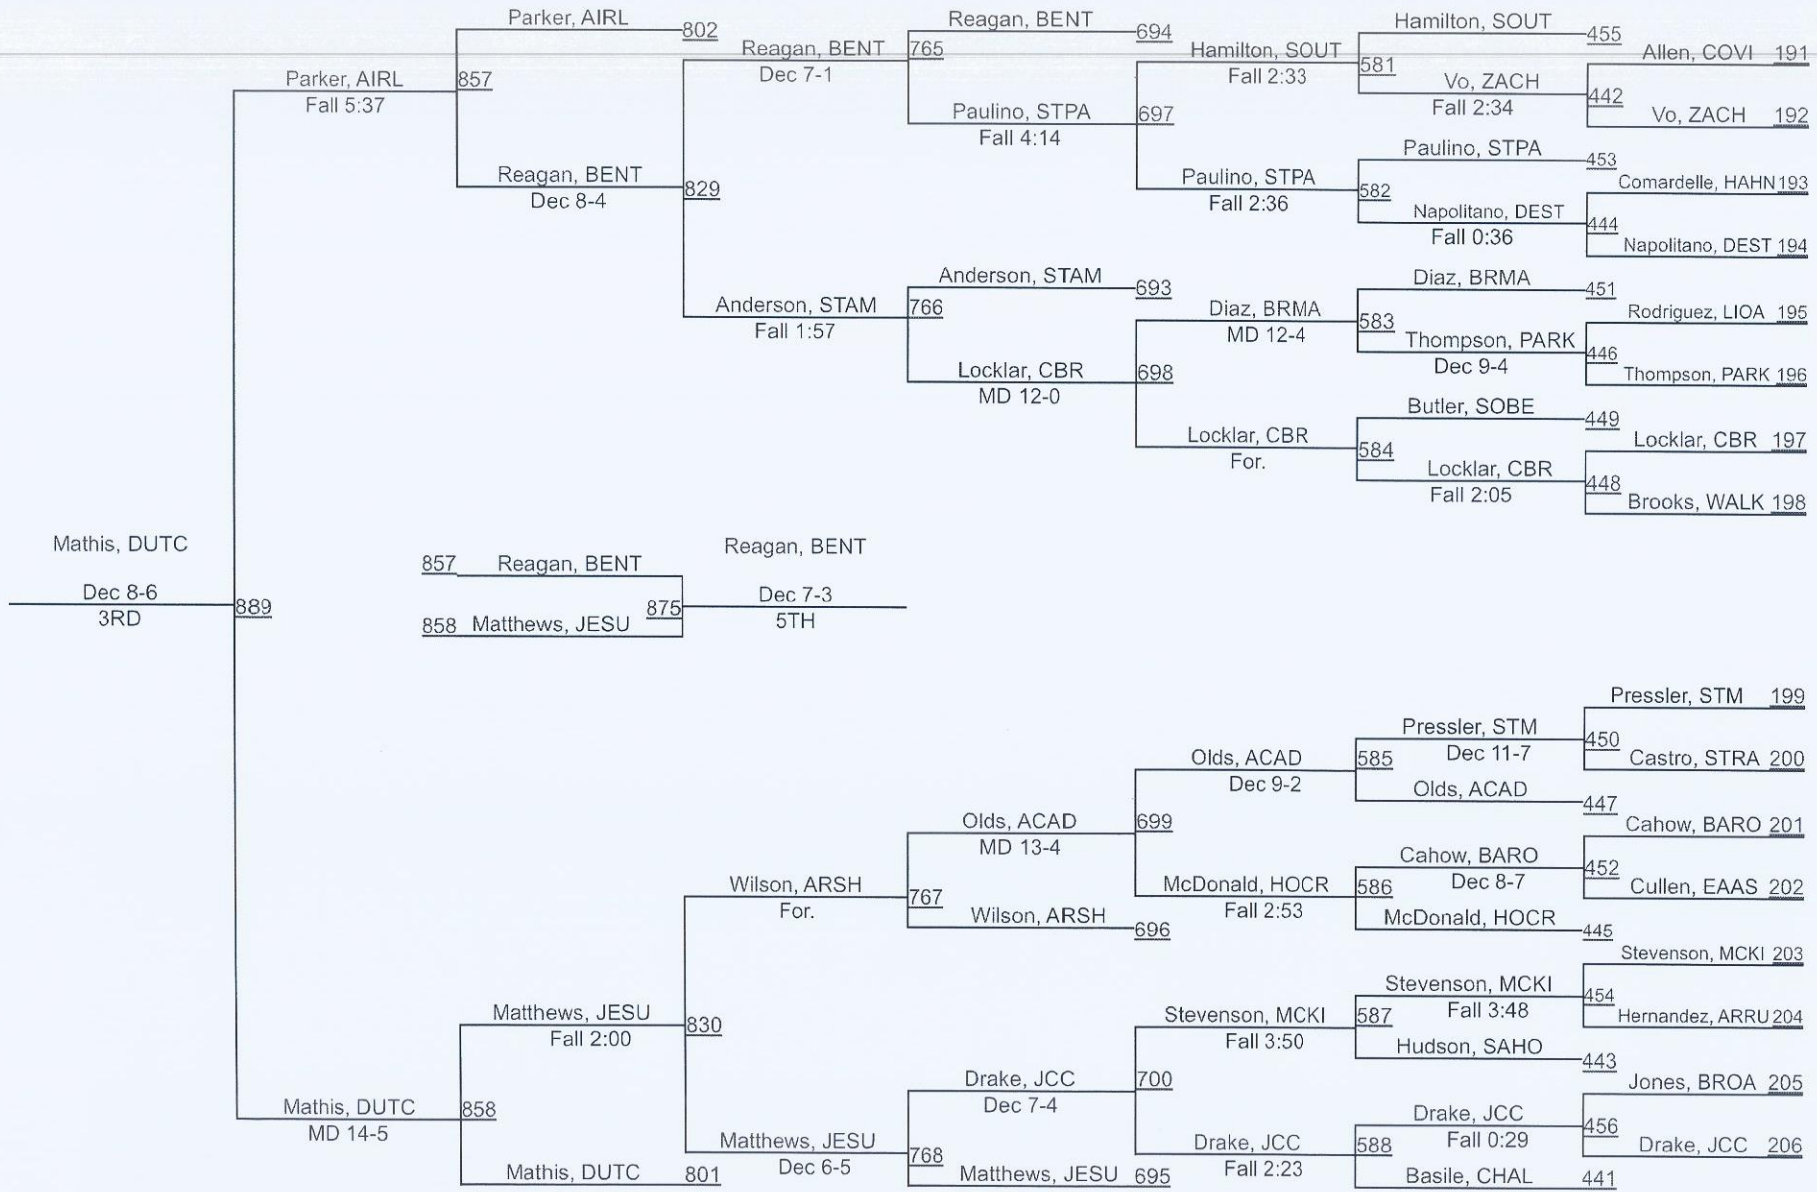 Parker, AIRL
802
Reagan, BENT
694
Hamilton, SOUT
455
Allen, COVI 191
Parker, AIRL
Fall 5:37
857
Reagan, BENT
Dec 7-1
765
Hamilton, SOUT
Fall 2:33
581
Vo, ZACH
Fall 2:34
442
Vo, ZACH 192
Paulino, STPA
Fall 4:14
697
Paulino, STPA
453
Comardelle, HAHN 193
Reagan, BENT
Dec 8-4
829
Paulino, STPA
Fall 2:36
582
Napolitano, DEST
Fall 0:36
444
Napolitano, DEST 194
Anderson, STAM
693
Diaz, BRMA
451
Rodriguez, LIOA 195
Anderson, STAM
Fall 1:57
766
Diaz, BRMA
MD 12-4
583
Thompson, PARK
Dec 9-4
446
Thompson, PARK 196
Locklar, CBR
MD 12-0
698
Butler, SOBE
449
Locklar, CBR 197
Locklar, CBR
For.
584
Locklar, CBR
Fall 2:05
448
Brooks, WALK 198
Mathis, DUTC
Dec 8-6
3RD
889
857 Reagan, BENT
858 Matthews, JESU
875
Reagan, BENT
Dec 7-3
5TH
Pressler, STM 199
Pressler, STM
Dec 11-7
450
Castro, STRA 200
Olds, ACAD
Dec 9-2
585
Olds, ACAD
447
Cahow, BARO 201
Olds, ACAD
MD 13-4
699
Cahow, BARO
Dec 8-7
452
Cullen, EAAS 202
Wilson, ARSH
For.
767
McDonald, HOCR
Fall 2:53
586
McDonald, HOCR
445
Wilson, ARSH
696
Stevenson, MCKI 203
Matthews, JESU
Fall 2:00
830
Stevenson, MCKI
Fall 3:50
587
Stevenson, MCKI
Fall 3:48
454
Hernandez, ARRU 204
Hudson, SAHO
443
Jones, BROA 205
Mathis, DUTC
MD 14-5
858
Drake, JCC
Dec 7-4
700
Drake, JCC
Fall 0:29
456
Drake, JCC 206
Matthews, JESU
Dec 6-5
768
Drake, JCC
Fall 2:23
588
Mathis, DUTC
801
Matthews, JESU
695
Basile, CHAL
441